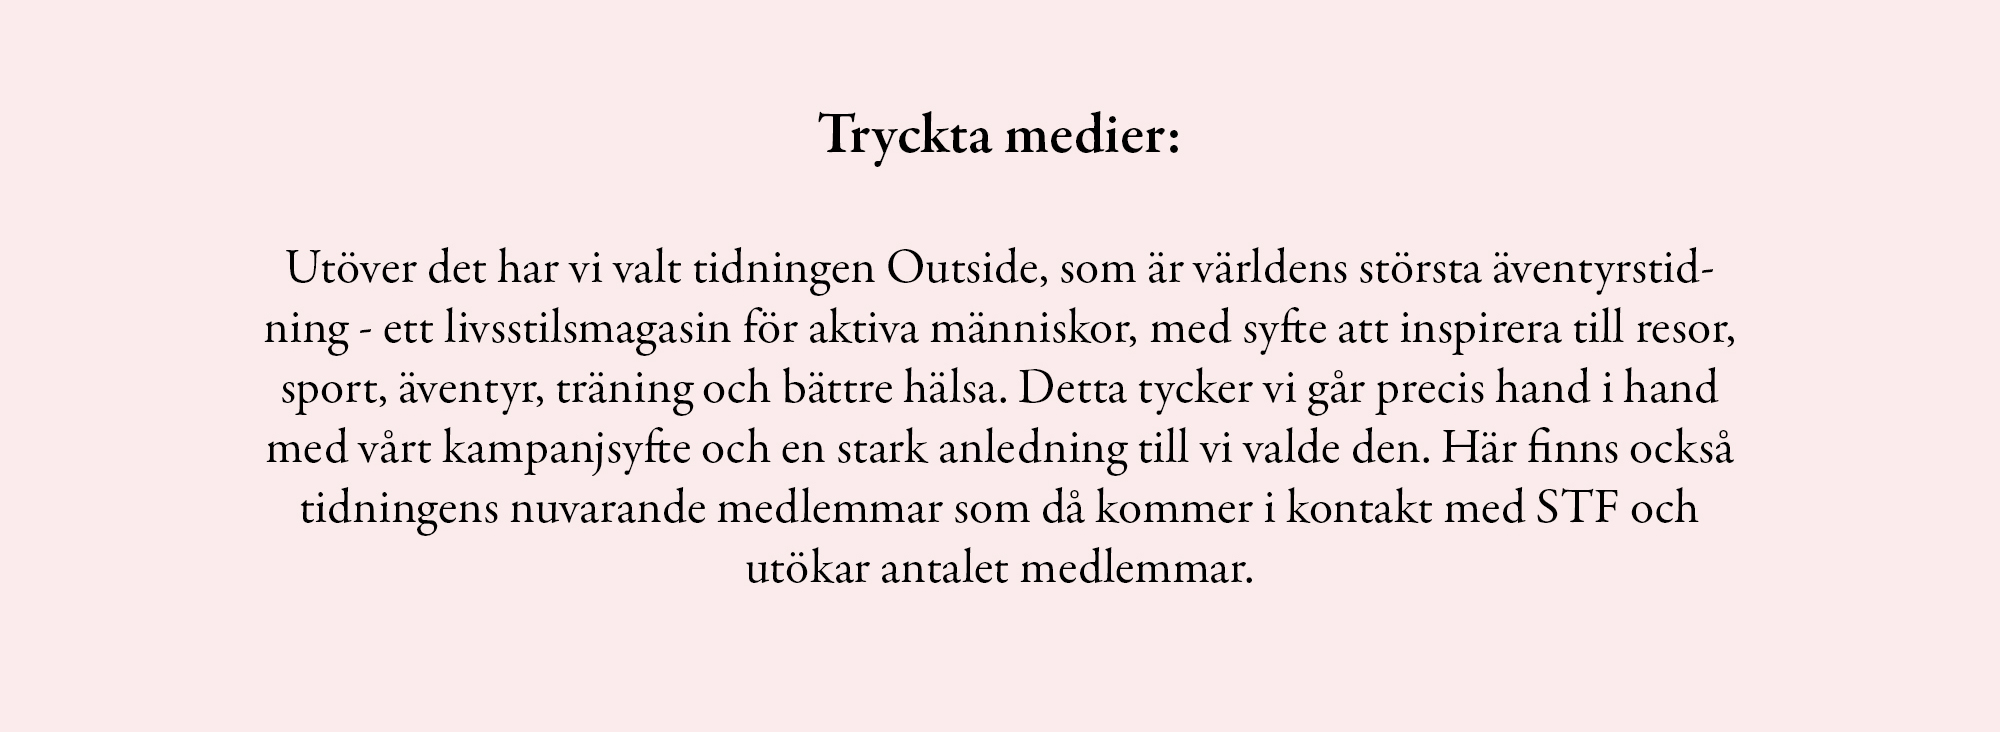 Tryckta medier:
Utöver det har vi valt tidningen Outside, som är världens största äventyrstid-
ning - ett livsstilsmagasin för aktiva människor, med syfte att inspirera till resor,
sport, äventyr, träning och bättre hälsa. Detta tycker vi går precis hand i hand
med vårt kampanjsyfte och en stark anledning till vi valde den. Här finns också
tidningens nuvarande medlemmar som då kommer i kontakt med STF och
utökar antalet medlemmar.